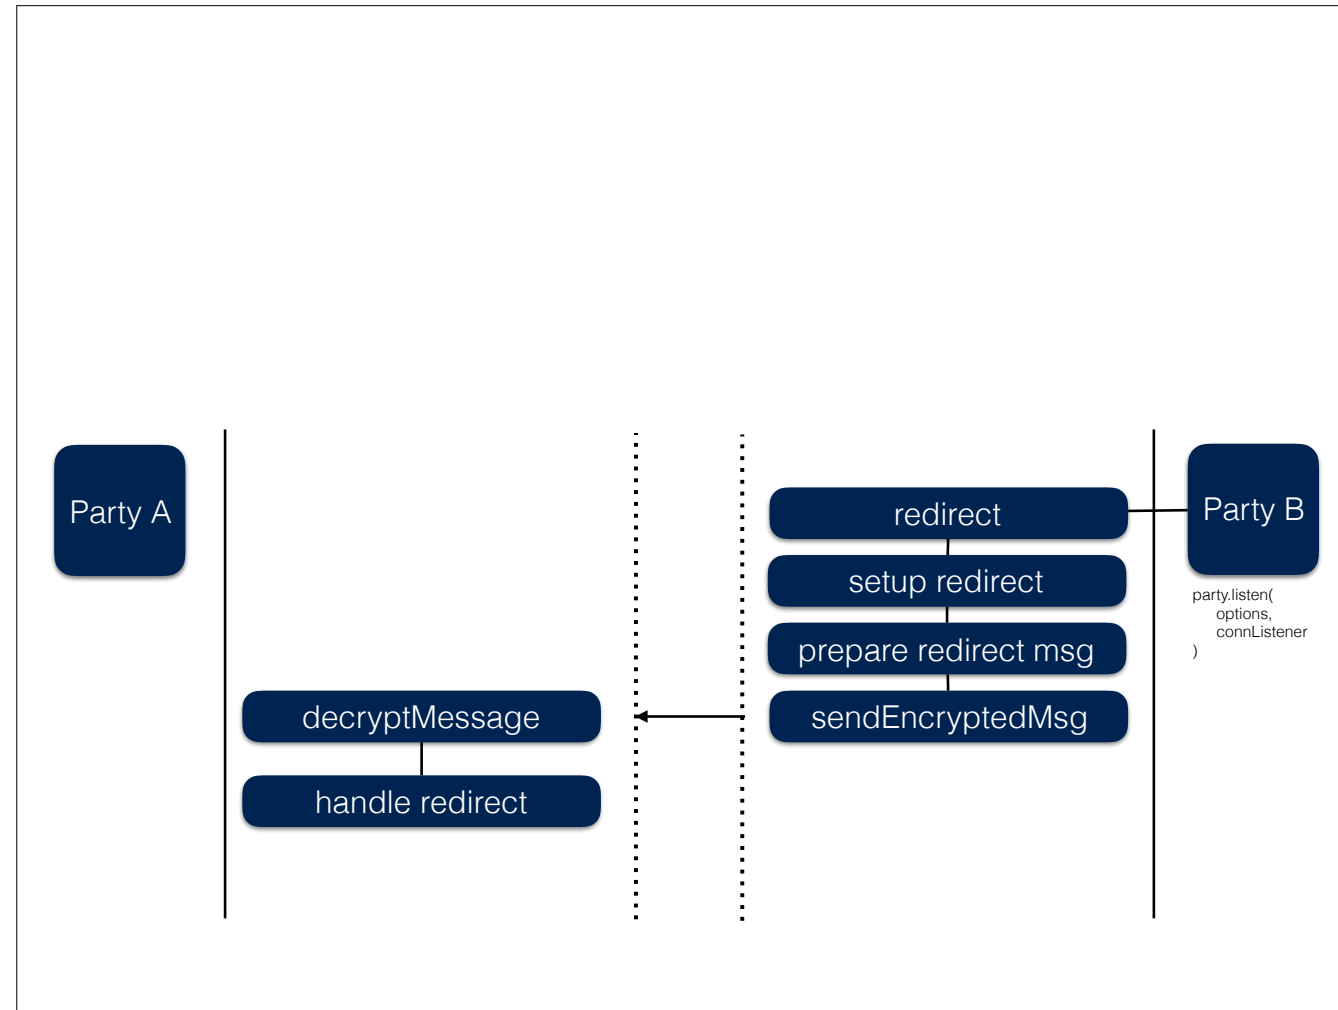 Party A
redirect
Party B
setup redirect
party.listen(
options,
connListener
)
prepare redirect msg
decryptMessage
sendEncryptedMsg
handle redirect